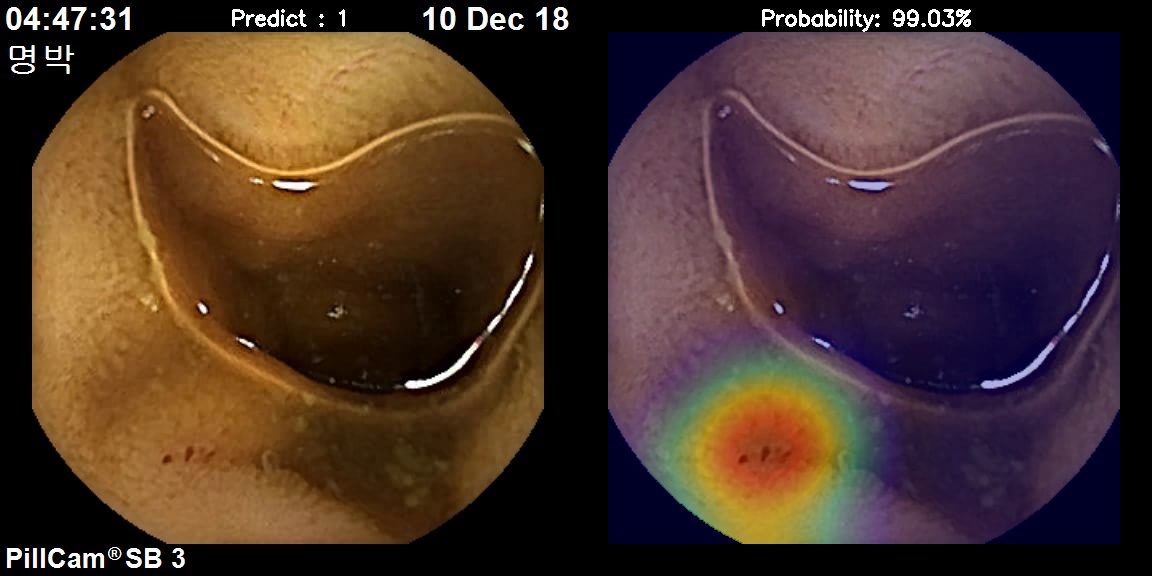 04:47:31 Predict : 1 10 Dec 18 Probability: 99.03%
명박
PillCam® SB 3